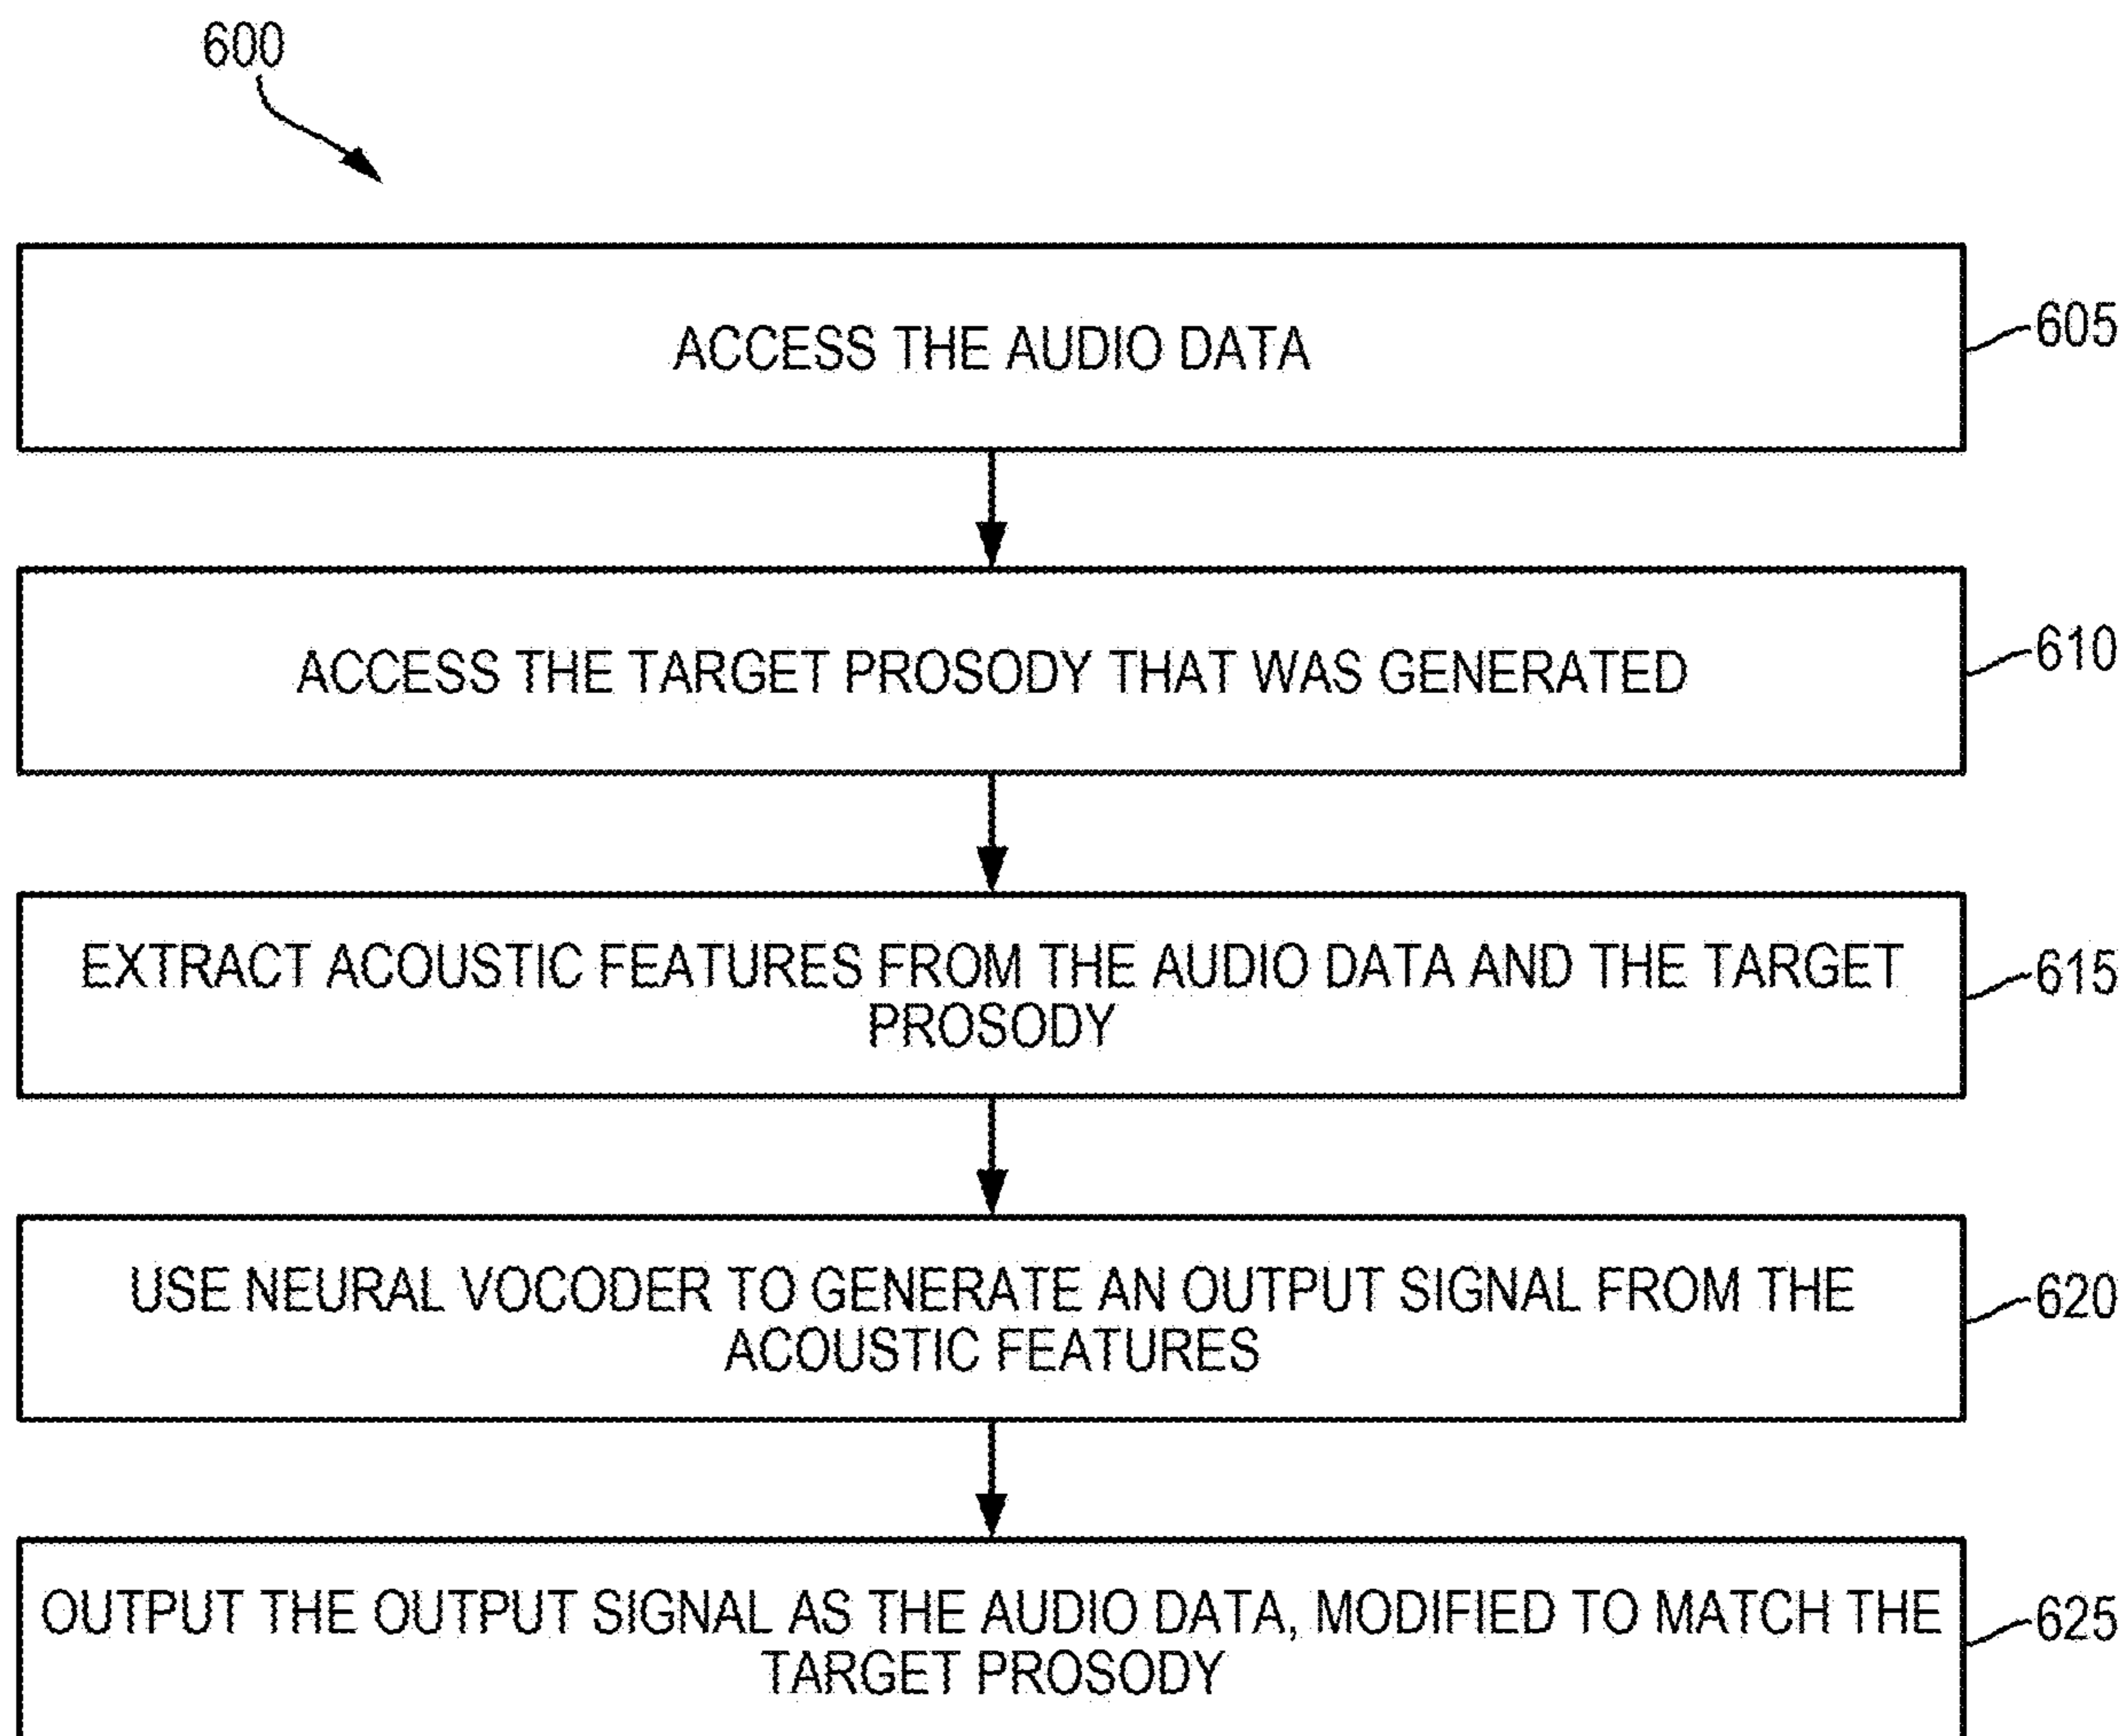 600
ACCESS THE AUDIO DATA
605
ACCESS THE TARGET PROSODY THAT WAS GENERATED
610
EXTRACT ACOUSTIC FEATURES FROM THE AUDIO DATA AND THE TARGET
PROSODY
615
USE NEURAL VOCODER TO GENERATE AN OUTPUT SIGNAL FROM THE
ACOUSTIC FEATURES
620
OUTPUT THE OUTPUT SIGNAL AS THE AUDIO DATA, MODIFIED TO MATCH THE
TARGET PROSODY
625